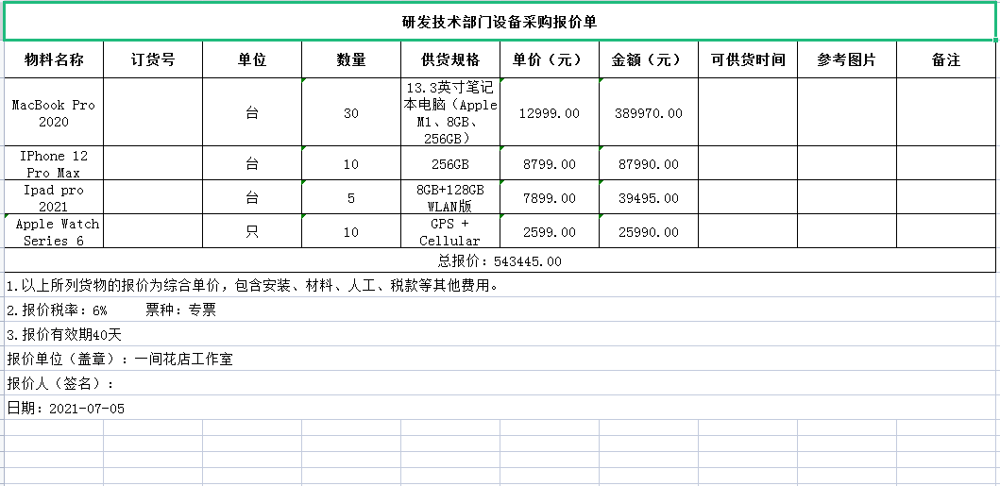 研发技术部门设备采购报价单
物料名称 订货号 单位 数量 供货规格 单价（元） 金额（元） 可供货时间 参考图片 备注
MacBook Pro 2020 台 30 13.3英寸笔记本电脑（Apple M1、8GB、256GB） 12999.00 389970.00
IPhone 12 Pro Max 台 10 256GB 8799.00 87990.00
Ipad pro 2021 台 5 8GB+128GB WLAN版 7899.00 39495.00
Apple Watch Series 6 只 10 GPS + Cellular 2599.00 25990.00
总报价：543445.00
1.以上所列货物的报价为综合单价，包含安装、材料、人工、税款等其他费用。
2.报价税率：6% 票种：专票
3.报价有效期40天
报价单位（盖章）：一间花店工作室
报价人（签名）：
日期：2021-07-05